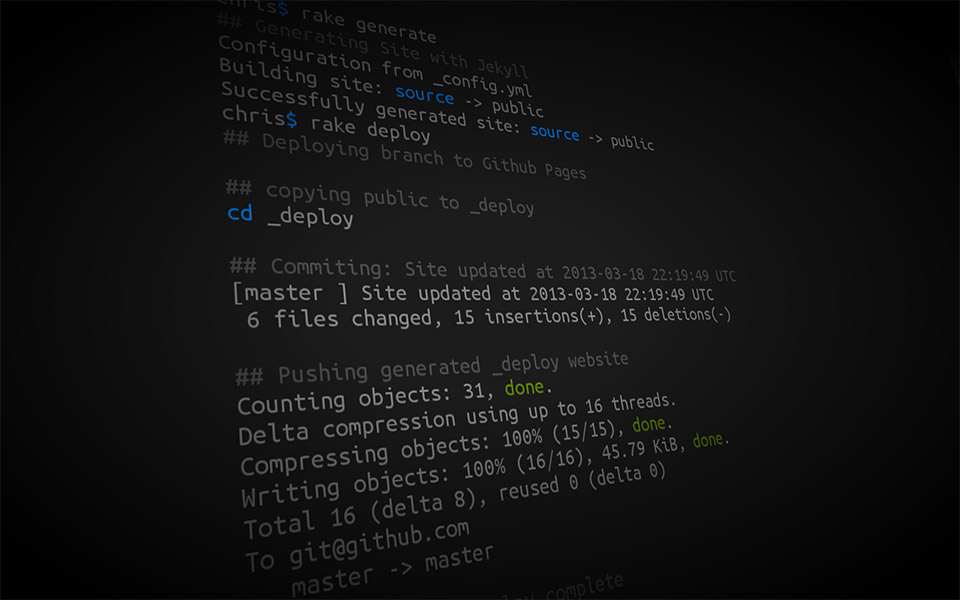 chris$ rake generate
## Generating Site with Jekyll
Configuration from _config.yml
Building site: source -> public
Successfully generated site: source -> public
chris$ rake deploy
## Deploying branch to Github Pages
## copying public to _deploy
cd _deploy
## Commiting: Site updated at 2013-03-18 22:19:49 UTC
[master ] Site updated at 2013-03-18 22:19:49 UTC
6 files changed, 15 insertions(+), 15 deletions(-)
## Pushing generated _deploy website
Counting objects: 31, done.
Delta compression using up to 16 threads.
Compressing objects: 100% (15/15), done.
Writing objects: 100% (16/16), 45.79 KiB, done.
Total 16 (delta 8), reused 0 (delta 0)
To git@github.com
master -> master
complete